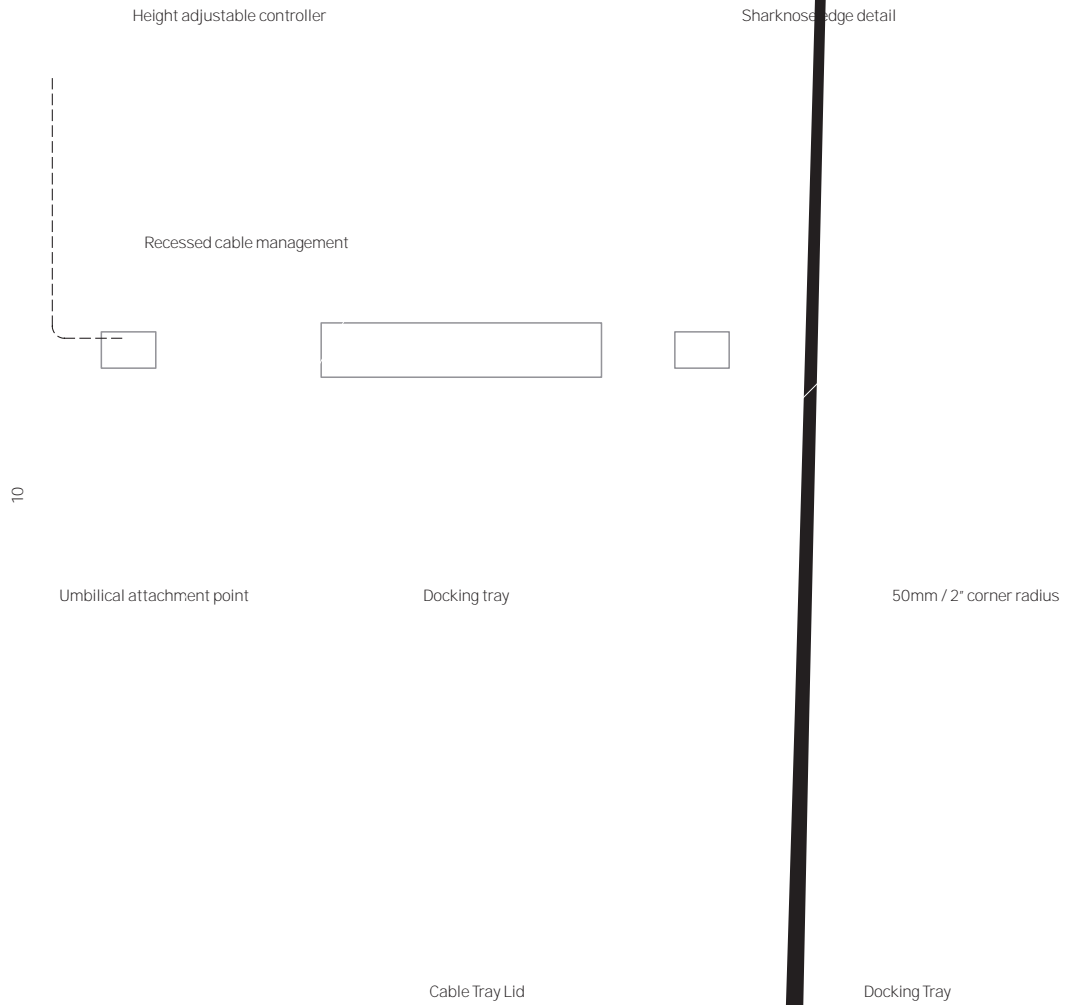 Height adjustable controller
Sharknose edge detail
Recessed cable management
10
Umbilical attachment point
Docking tray
50mm / 2" corner radius
Cable Tray Lid
Docking Tray